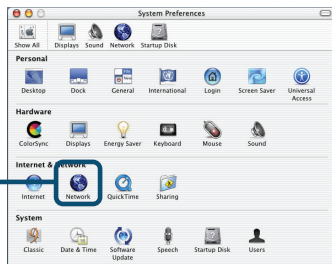 System Preferences
Show All Displays Sound Network Startup Disk
Personal
Desktop Dock General International Login Screen Saver Universal Access
Hardware
ColorSync Displays Energy Saver Keyboard Mouse Sound
Internet & Network
Internet Network QuickTime Sharing
System
Classic Date & Time Software Update Speech Startup Disk Users